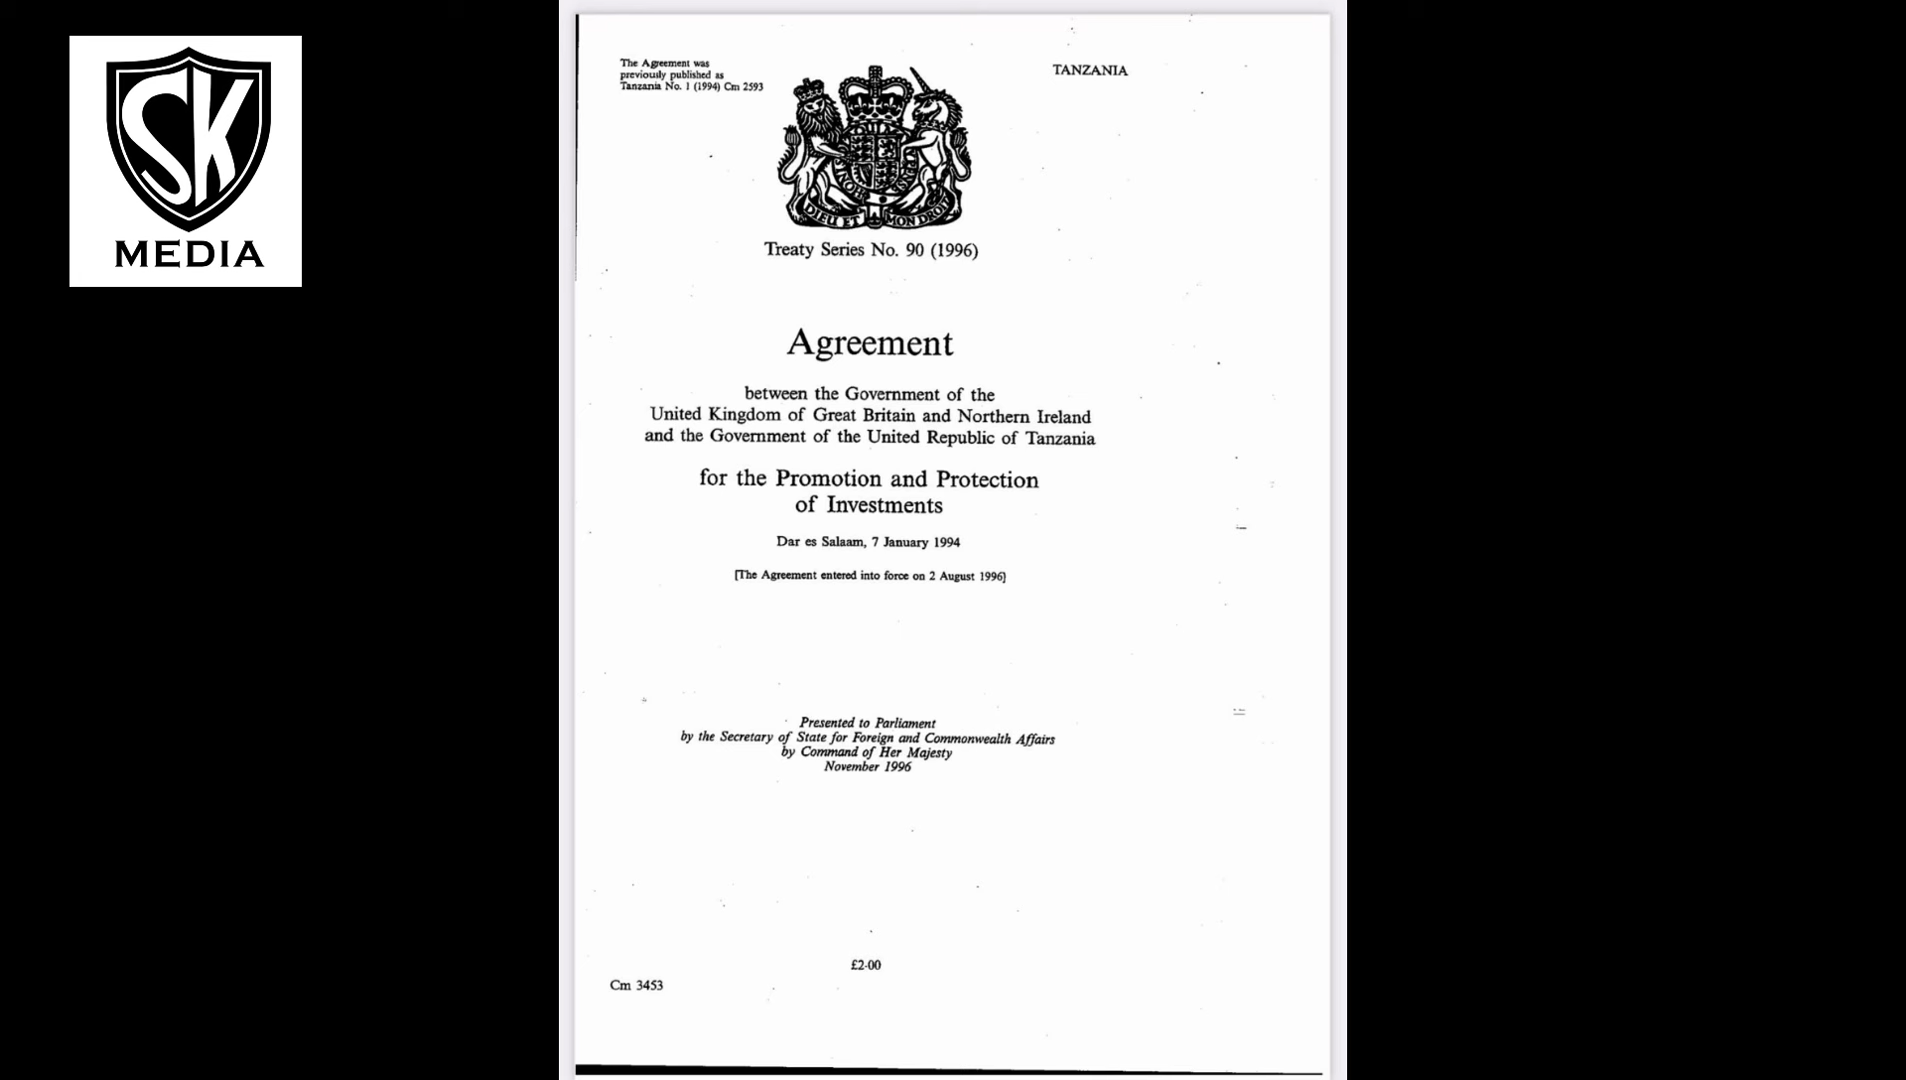 SK
MEDIA
The Agreement was
previously published as
Tanzania No. 1 (1994) Cm 2593
TANZANIA
DIEU ET MON DROIT
Treaty Series No. 90 (1996)
Agreement
between the Government of the
United Kingdom of Great Britain and Northern Ireland
and the Government of the United Republic of Tanzania
for the Promotion and Protection
of Investments
Dar es Salaam, 7 January 1994
[The Agreement entered into force on 2 August 1996]
Presented to Parliament
by the Secretary of State for Foreign and Commonwealth Affairs
by Command of Her Majesty
November 1996
£2·00
Cm 3453